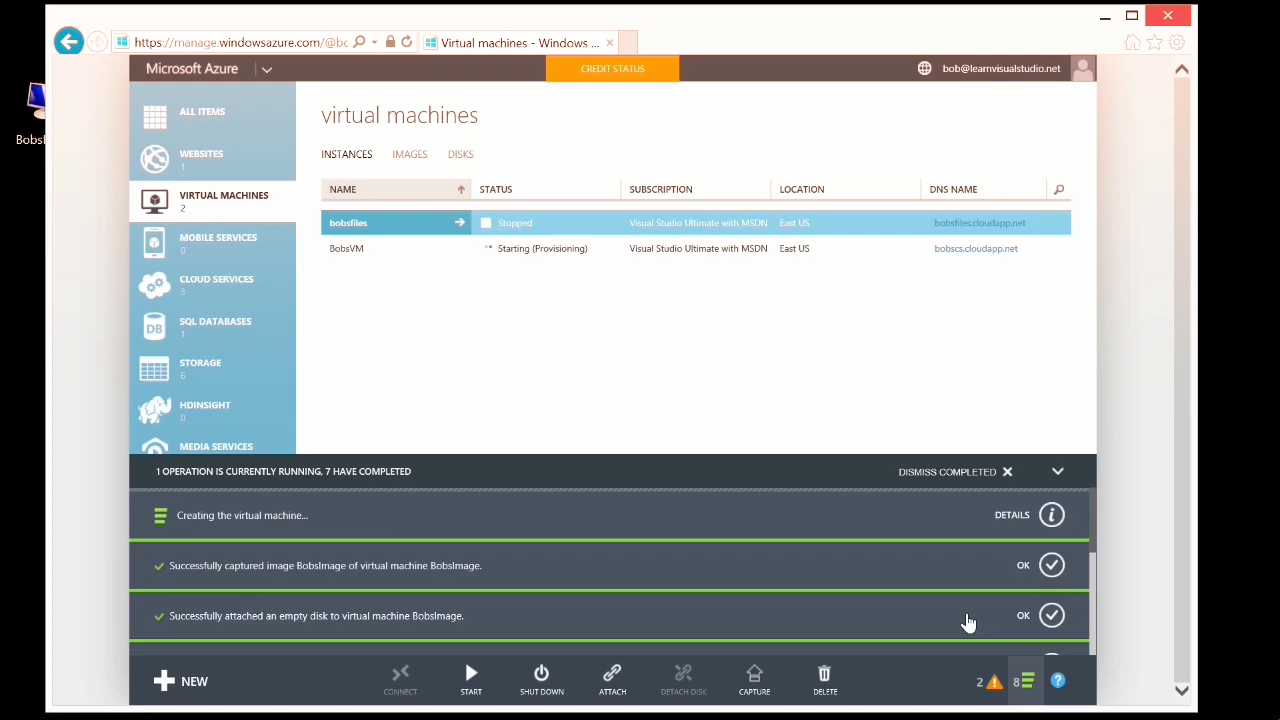 https://manage.windowsazure.com/@bc
Virtual machines - Windows ...
Microsoft Azure
CREDIT STATUS
bob@learnvisualstudio.net
ALL ITEMS
WEBSITES
1
VIRTUAL MACHINES
2
MOBILE SERVICES
0
CLOUD SERVICES
3
DB
SQL DATABASES
1
STORAGE
6
HDINSIGHT
0
MEDIA SERVICES
virtual machines
INSTANCES IMAGES DISKS
NAME STATUS SUBSCRIPTION LOCATION DNS NAME
bobsfiles Stopped Visual Studio Ultimate with MSDN East US bobsfiles.cloudapp.net
BobsVM Starting (Provisioning) Visual Studio Ultimate with MSDN East US bobscs.cloudapp.net
1 OPERATION IS CURRENTLY RUNNING, 7 HAVE COMPLETED
DISMISS COMPLETED
Creating the virtual machine...
DETAILS
Successfully captured image BobsImage of virtual machine BobsImage.
OK
Successfully attached an empty disk to virtual machine BobsImage.
OK
NEW
CONNECT
START
SHUT DOWN
ATTACH
DETACH DISK
CAPTURE
DELETE
2
8